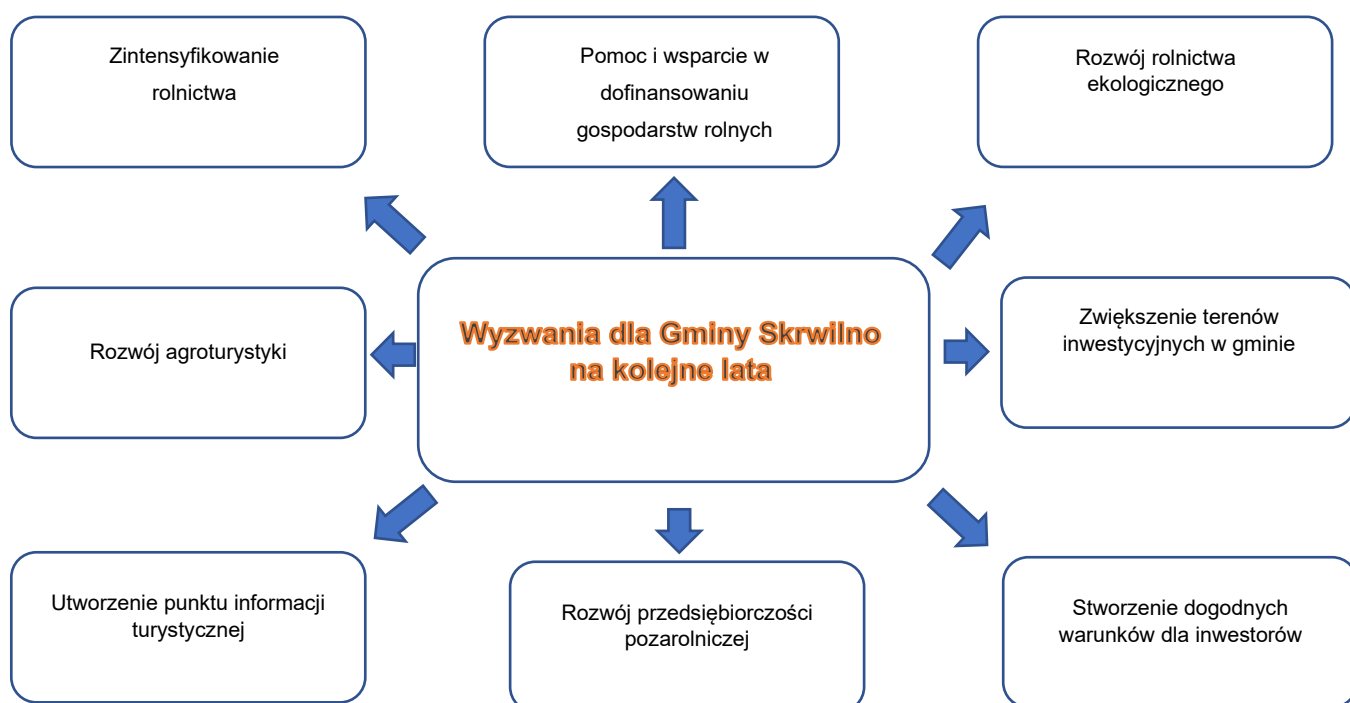 Zintensyfikowanie
rolnictwa
Pomoc i wsparcie w
dofinansowaniu
gospodarstw rolnych
Rozwój rolnictwa
ekologicznego
Wyzwania dla Gminy Skrwilno
na kolejne lata
Rozwój agroturystyki
Zwiększenie terenów
inwestycyjnych w gminie
Utworzenie punktu informacji
turystycznej
Rozwój przedsiębiorczości
pozarolniczej
Stworzenie dogodnych
warunków dla inwestorów